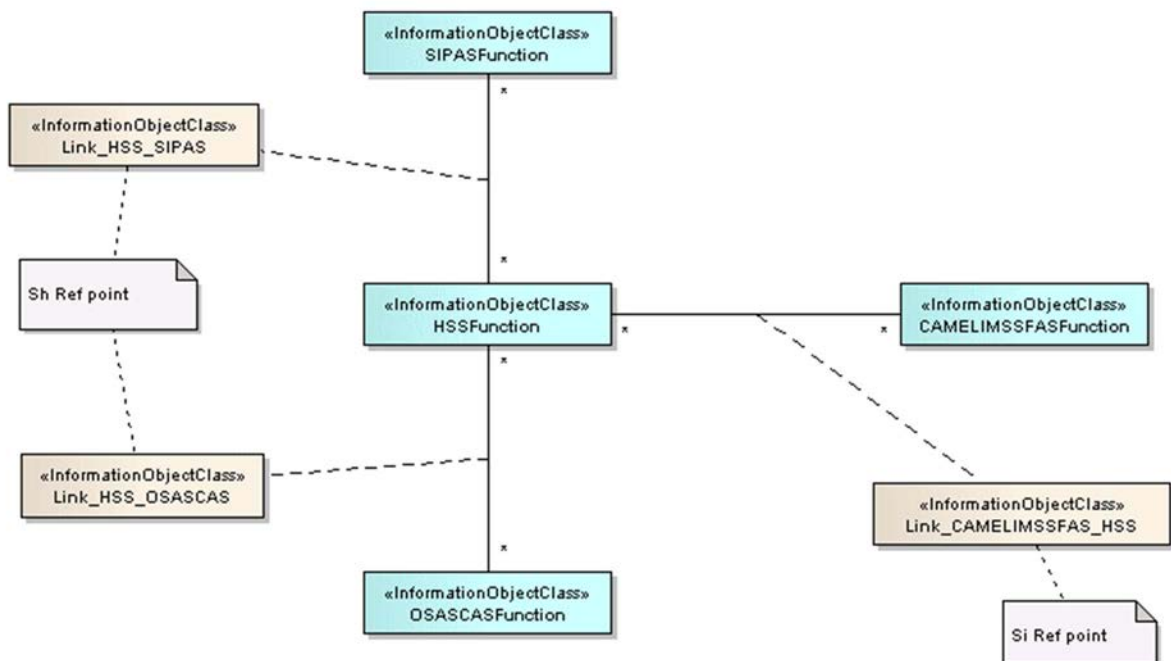 «InformationObjectClass»
SIPASFunction
*
«InformationObjectClass»
Link_HSS_SIPAS
Sh Ref point
*
«InformationObjectClass»
HSSFunction
*
*
«InformationObjectClass»
CAMELIMSSFASFunction
*
«InformationObjectClass»
Link_HSS_OSASCAS
*
«InformationObjectClass»
OSASCASFunction
«InformationObjectClass»
Link_CAMELIMSSFAS_HSS
Si Ref point